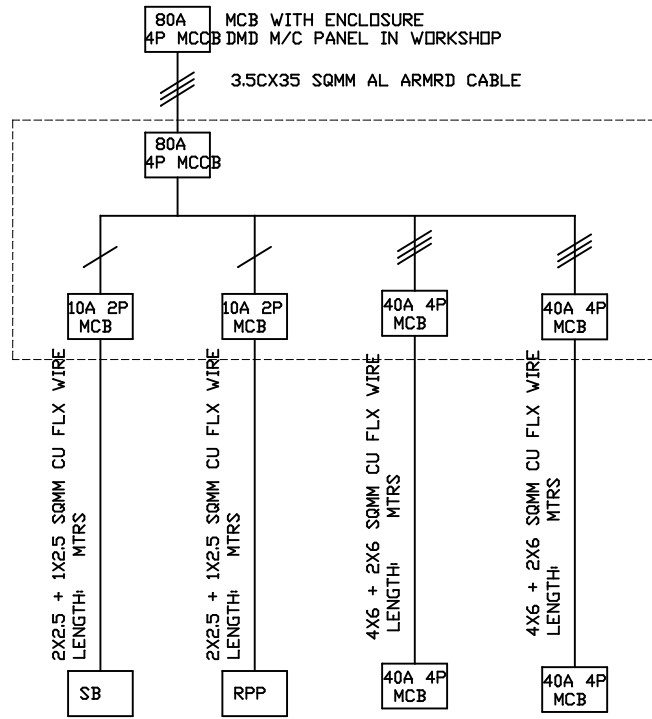 80A
4P MCCB
MCB WITH ENCLOSURE
DMD M/C PANEL IN WORKSHOP
3.5CX35 SQMM AL ARMRD CABLE
80A
4P MCCB
10A 2P
MCB
10A 2P
MCB
40A 4P
MCB
40A 4P
MCB
2X2.5 + 1X2.5 SQMM CU FLX WIRE
LENGTH: MTRS
2X2.5 + 1X2.5 SQMM CU FLX WIRE
LENGTH: MTRS
4X6 + 2X6 SQMM CU FLX WIRE
LENGTH: MTRS
4X6 + 2X6 SQMM CU FLX WIRE
LENGTH: MTRS
SB
RPP
40A 4P
MCB
40A 4P
MCB